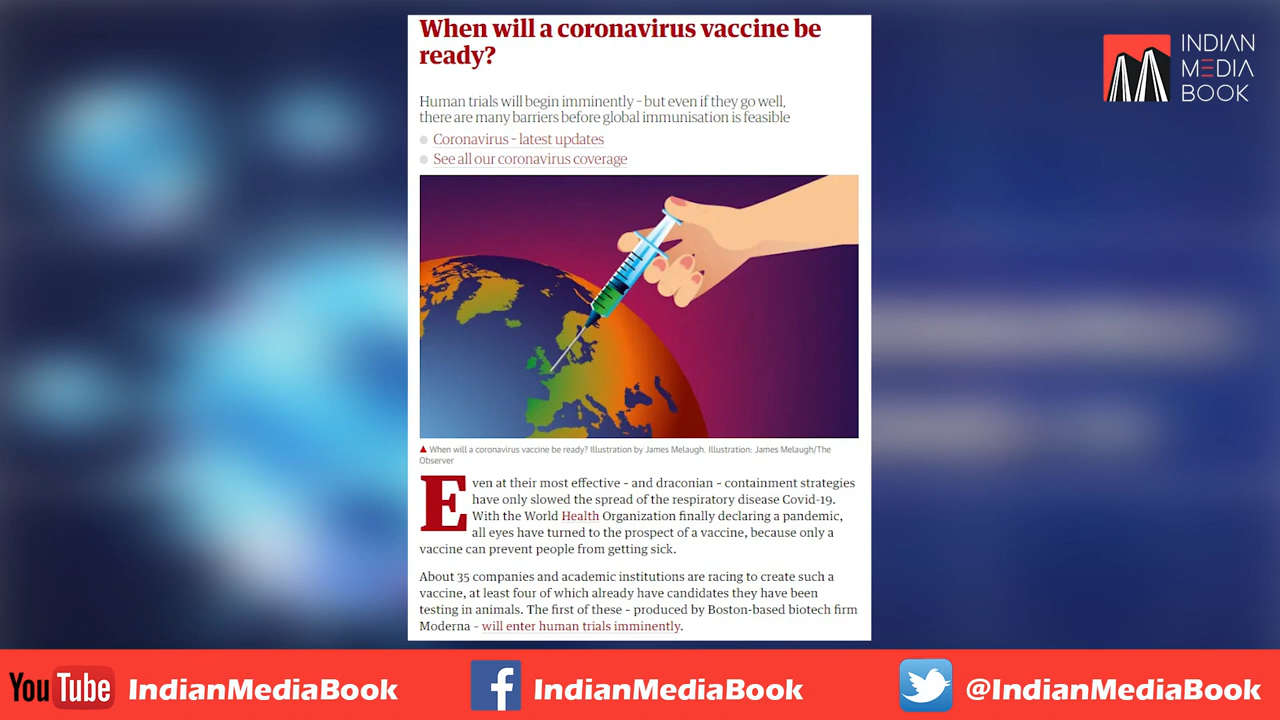 When will a coronavirus vaccine be
ready?
INDIAN
MEDIA
BOOK
Human trials will begin imminently – but even if they go well,
there are many barriers before global immunisation is feasible
Coronavirus – latest updates
See all our coronavirus coverage
When will a coronavirus vaccine be ready? Illustration by James Melaugh. Illustration: James Melaugh/The
Observer
Even at their most effective – and draconian – containment strategies
have only slowed the spread of the respiratory disease Covid-19.
With the World Health Organization finally declaring a pandemic,
all eyes have turned to the prospect of a vaccine, because only a
vaccine can prevent people from getting sick.
About 35 companies and academic institutions are racing to create such a
vaccine, at least four of which already have candidates they have been
testing in animals. The first of these – produced by Boston-based biotech firm
Moderna – will enter human trials imminently.
YouTube IndianMediaBook
f IndianMediaBook
@IndianMediaBook